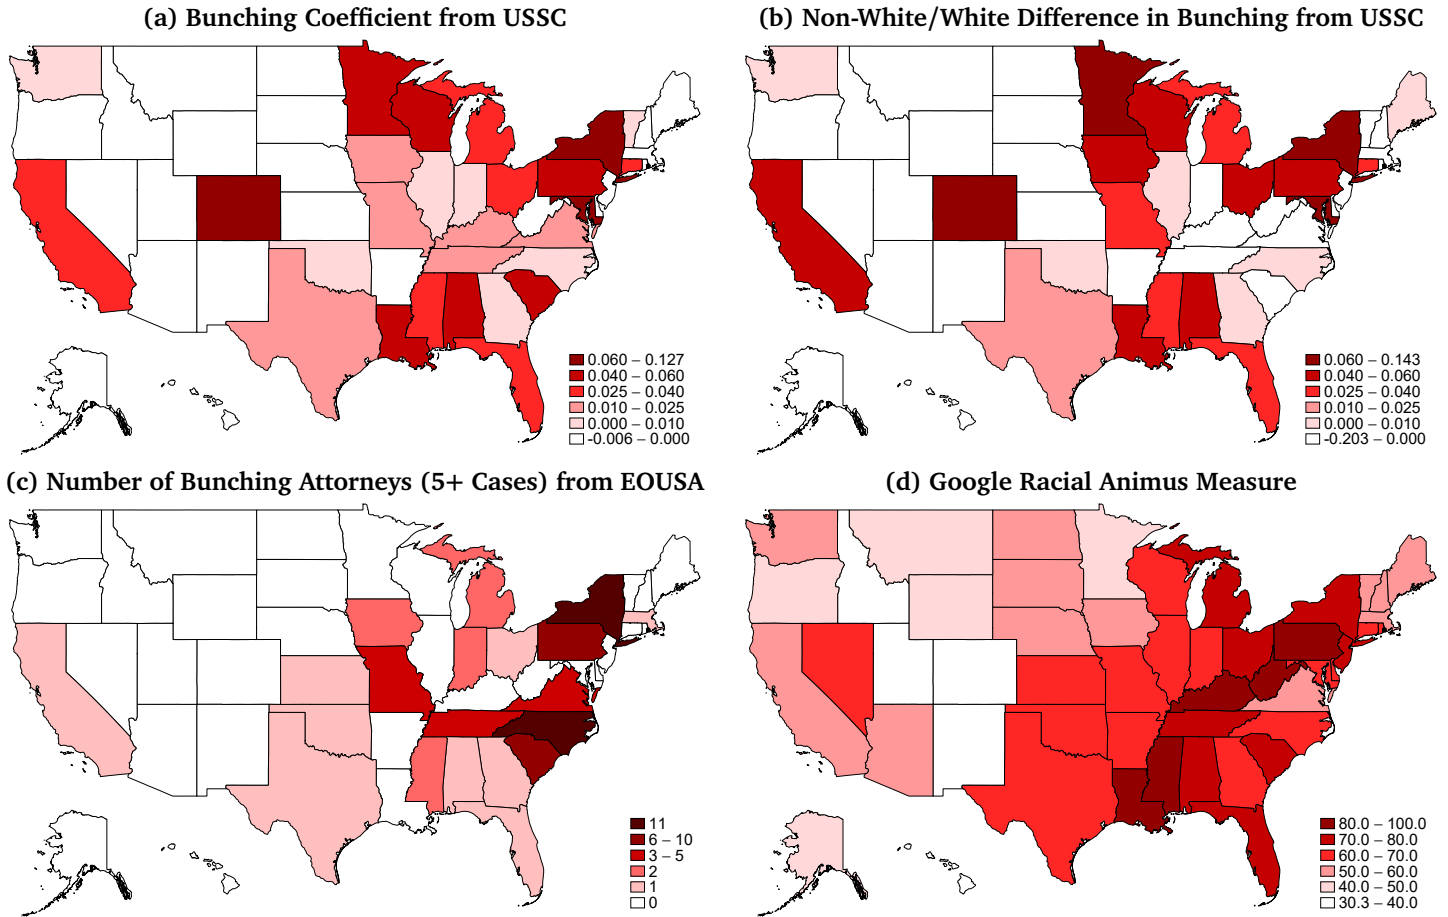 (a) Bunching Coefficient from USSC
(b) Non-White/White Difference in Bunching from USSC
0.060 – 0.127
0.040 – 0.060
0.025 – 0.040
0.010 – 0.025
0.000 – 0.010
-0.006 – 0.000
0.060 – 0.143
0.040 – 0.060
0.025 – 0.040
0.010 – 0.025
0.000 – 0.010
-0.203 – 0.000
(c) Number of Bunching Attorneys (5+ Cases) from EOUSA
(d) Google Racial Animus Measure
11
6 – 10
3 – 5
2
1
0
80.0 – 100.0
70.0 – 80.0
60.0 – 70.0
50.0 – 60.0
40.0 – 50.0
30.3 – 40.0